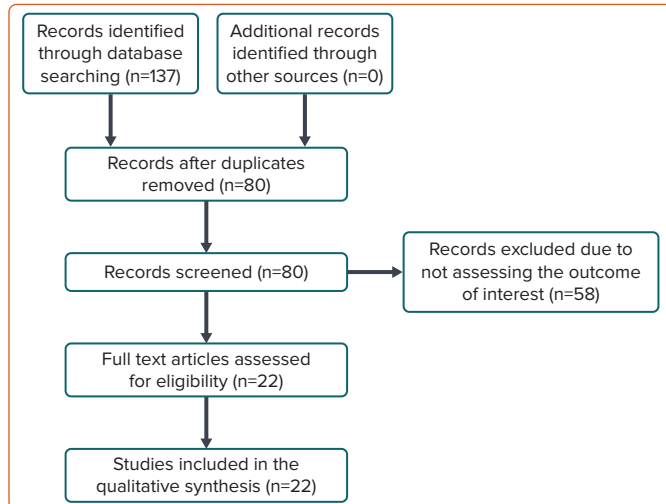 Records identified
through database
searching (n=137)
Additional records
identified through
other sources (n=0)
Records after duplicates
removed (n=80)
Records screened (n=80)
Records excluded due to
not assessing the outcome
of interest (n=58)
Full text articles assessed
for eligibility (n=22)
Studies included in the
qualitative synthesis (n=22)